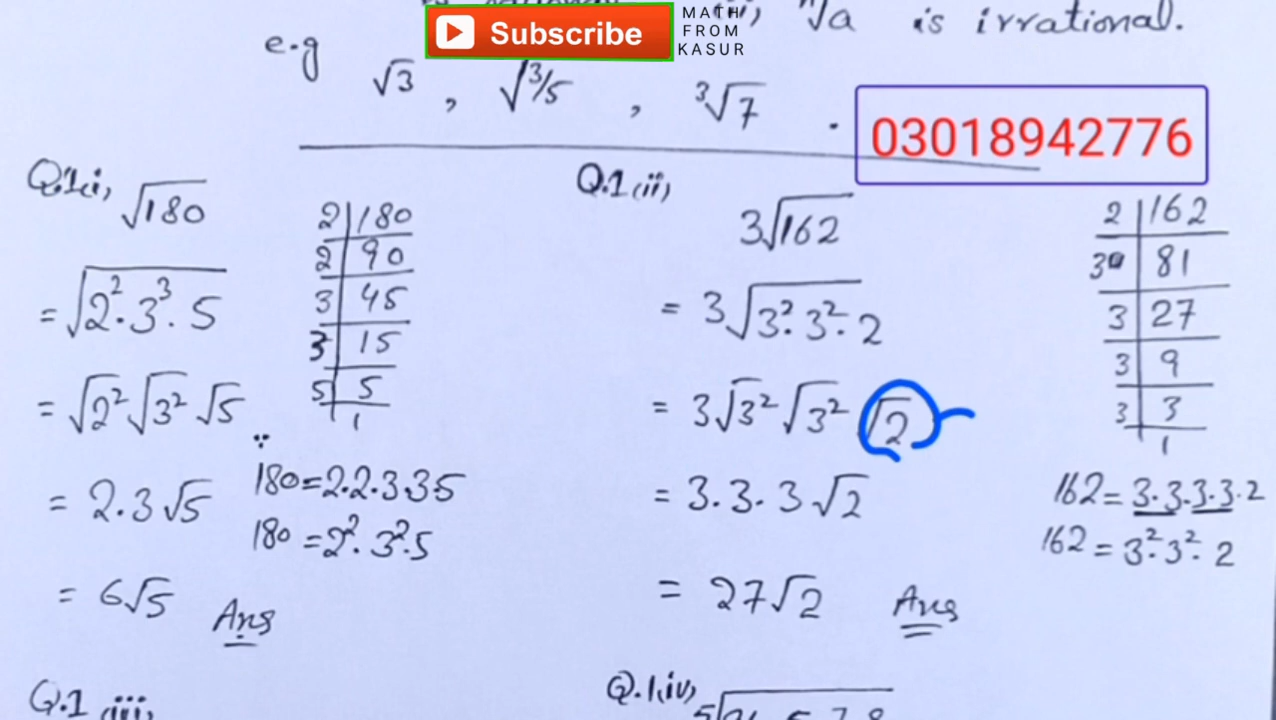 is irrational.
ⁿ√a
Subscribe
MATH
FROM
KASUR
e.g √3 , √3/5 , ³√7 .
03018942776
Q.1(i), √180
= √2².3³.5
= √2² √3² √5
= 2.3√5
= 6√5 Ans
2|180
2|90
3|45
3|15
5|5
1
∵
180=2.2.3.3.5
180=2².3².5
Q.1(ii)
3√162
= 3√3².3².2
= 3√3² √3² √2
= 3.3.3√2
= 27√2 Ans
2|162
3|81
3|27
3|9
3|3
1
162=3.3.3.3.2
162=3².3².2
Q.1 (iii)
Q.1(iv)